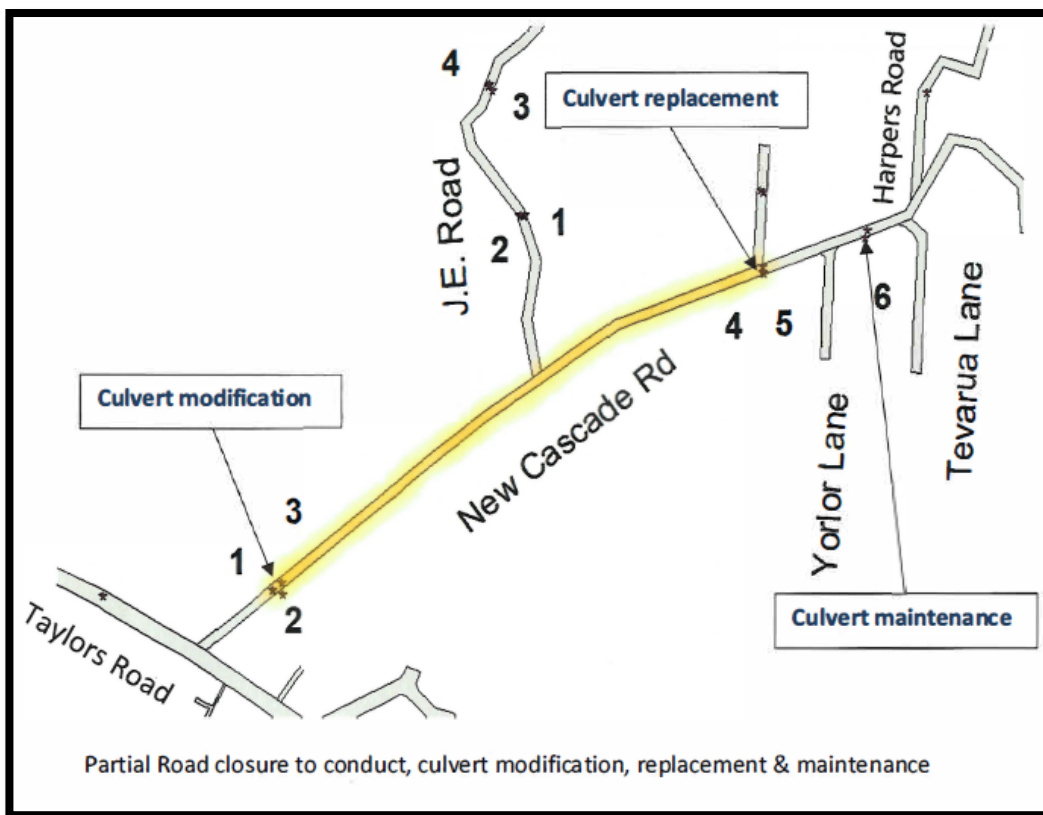 4
Culvert replacement
3
Harpers Road
J.E. Road
1
2
4
5
6
Tevarua Lane
Yorlor Lane
New Cascade Rd
Culvert modification
3
1
2
Culvert maintenance
Taylors Road
Partial Road closure to conduct, culvert modification, replacement & maintenance